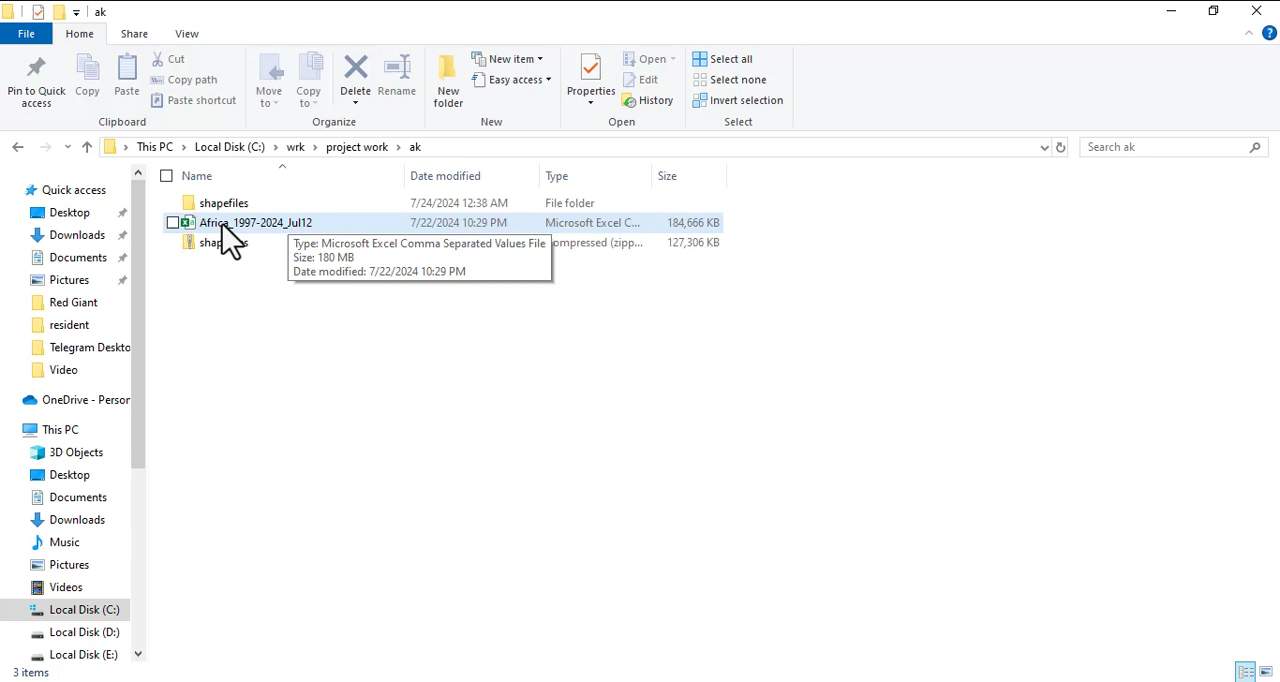 ak
File
Home
Share
View
Pin to Quick access
Copy
Paste
Cut
Copy path
Paste shortcut
Clipboard
Move to
Copy to
Delete
Rename
Organize
New folder
New item
Easy access
New
Properties
Open
Edit
History
Open
Select all
Select none
Invert selection
Select
This PC > Local Disk (C:) > wrk > project work > ak
Search ak
Name Date modified Type Size
shapefiles 7/24/2024 12:38 AM File folder
Africa_1997-2024_Jul12 7/22/2024 10:29 PM Microsoft Excel C... 184,666 KB
ompressed (zipp... 127,306 KB
Type: Microsoft Excel Comma Separated Values File
Size: 180 MB
Date modified: 7/22/2024 10:29 PM
Quick access
Desktop
Downloads
Documents
Pictures
Red Giant
resident
Telegram Deskto
Video
OneDrive - Person
This PC
3D Objects
Desktop
Documents
Downloads
Music
Pictures
Videos
Local Disk (C:)
Local Disk (D:)
Local Disk (E:)
3 items